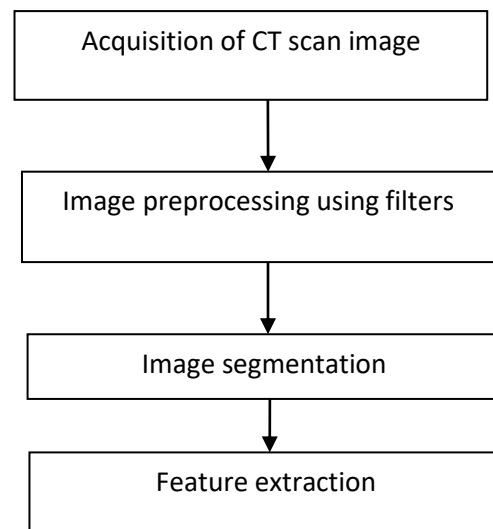 Acquisition of CT scan image
Image preprocessing using filters
Image segmentation
Feature extraction